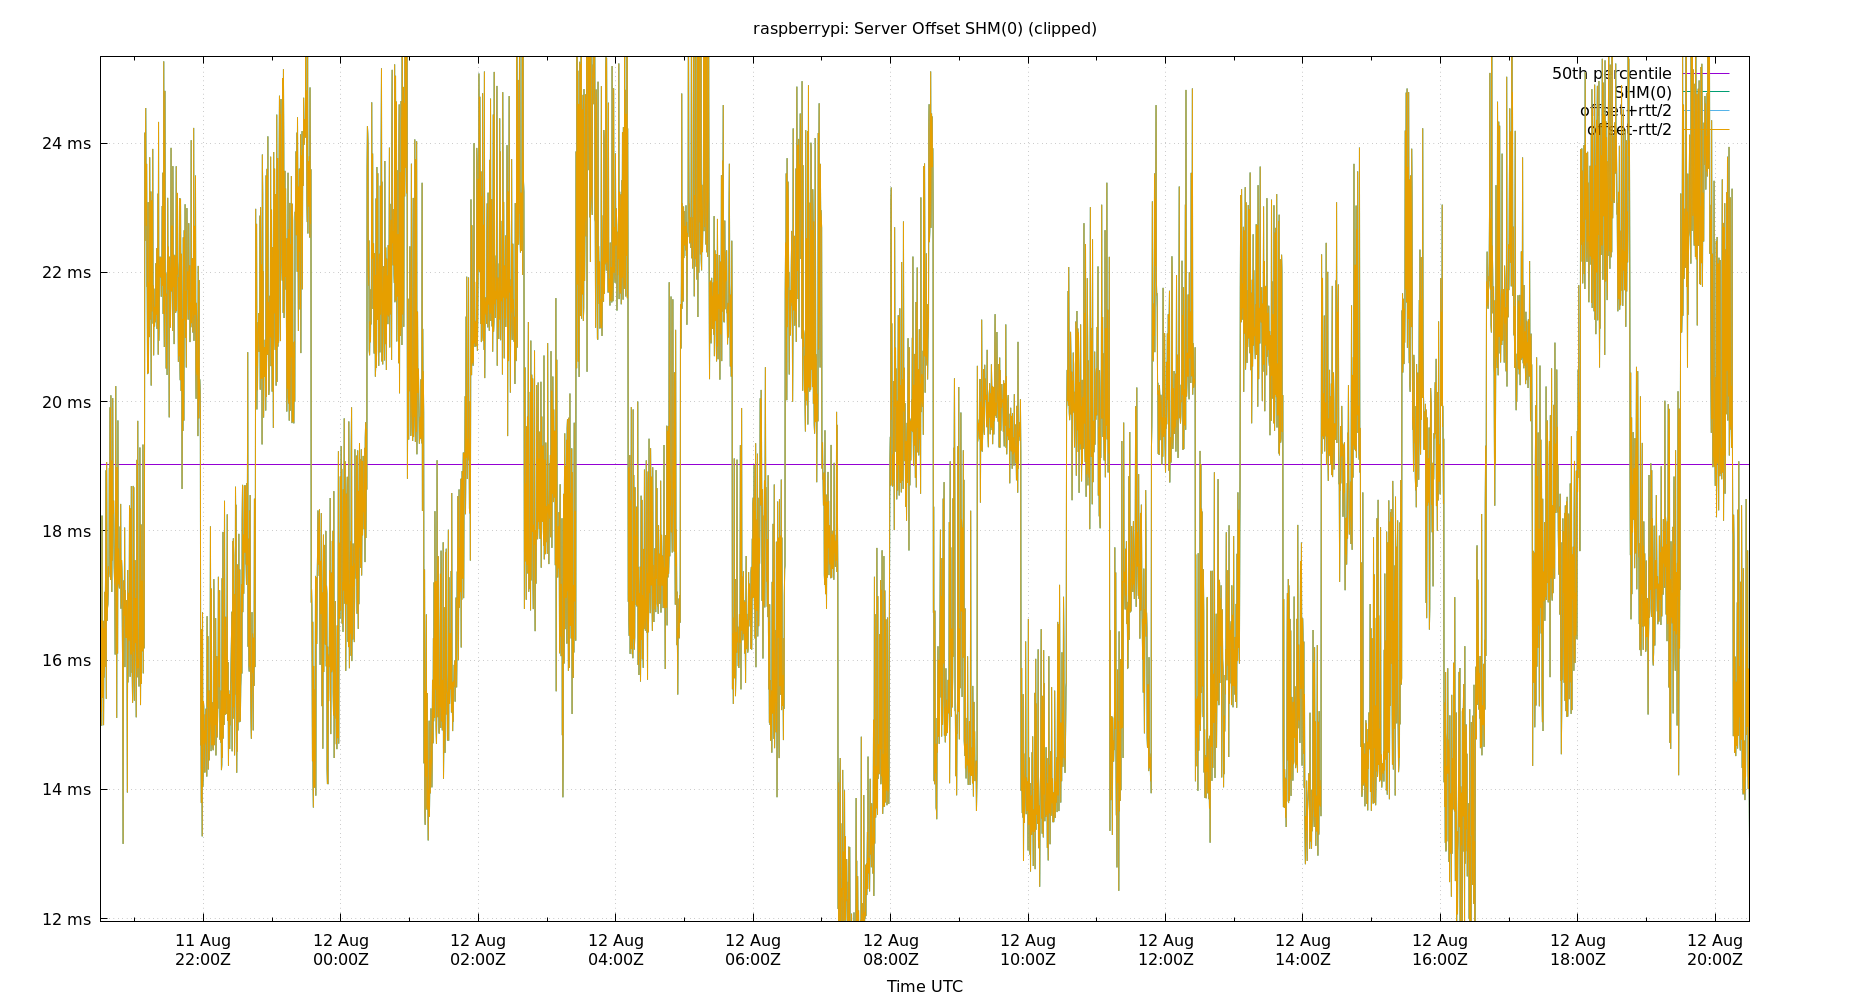 raspberrypi: Server Offset SHM(0) (clipped)
50th percentile
SHM(0)
offset+rtt/2
offset-rtt/2
24 ms
22 ms
20 ms
18 ms
16 ms
14 ms
12 ms
11 Aug 12 Aug 12 Aug 12 Aug 12 Aug 12 Aug 12 Aug 12 Aug 12 Aug 12 Aug 12 Aug 12 Aug
22:00Z 00:00Z 02:00Z 04:00Z 06:00Z 08:00Z 10:00Z 12:00Z 14:00Z 16:00Z 18:00Z 20:00Z
Time UTC